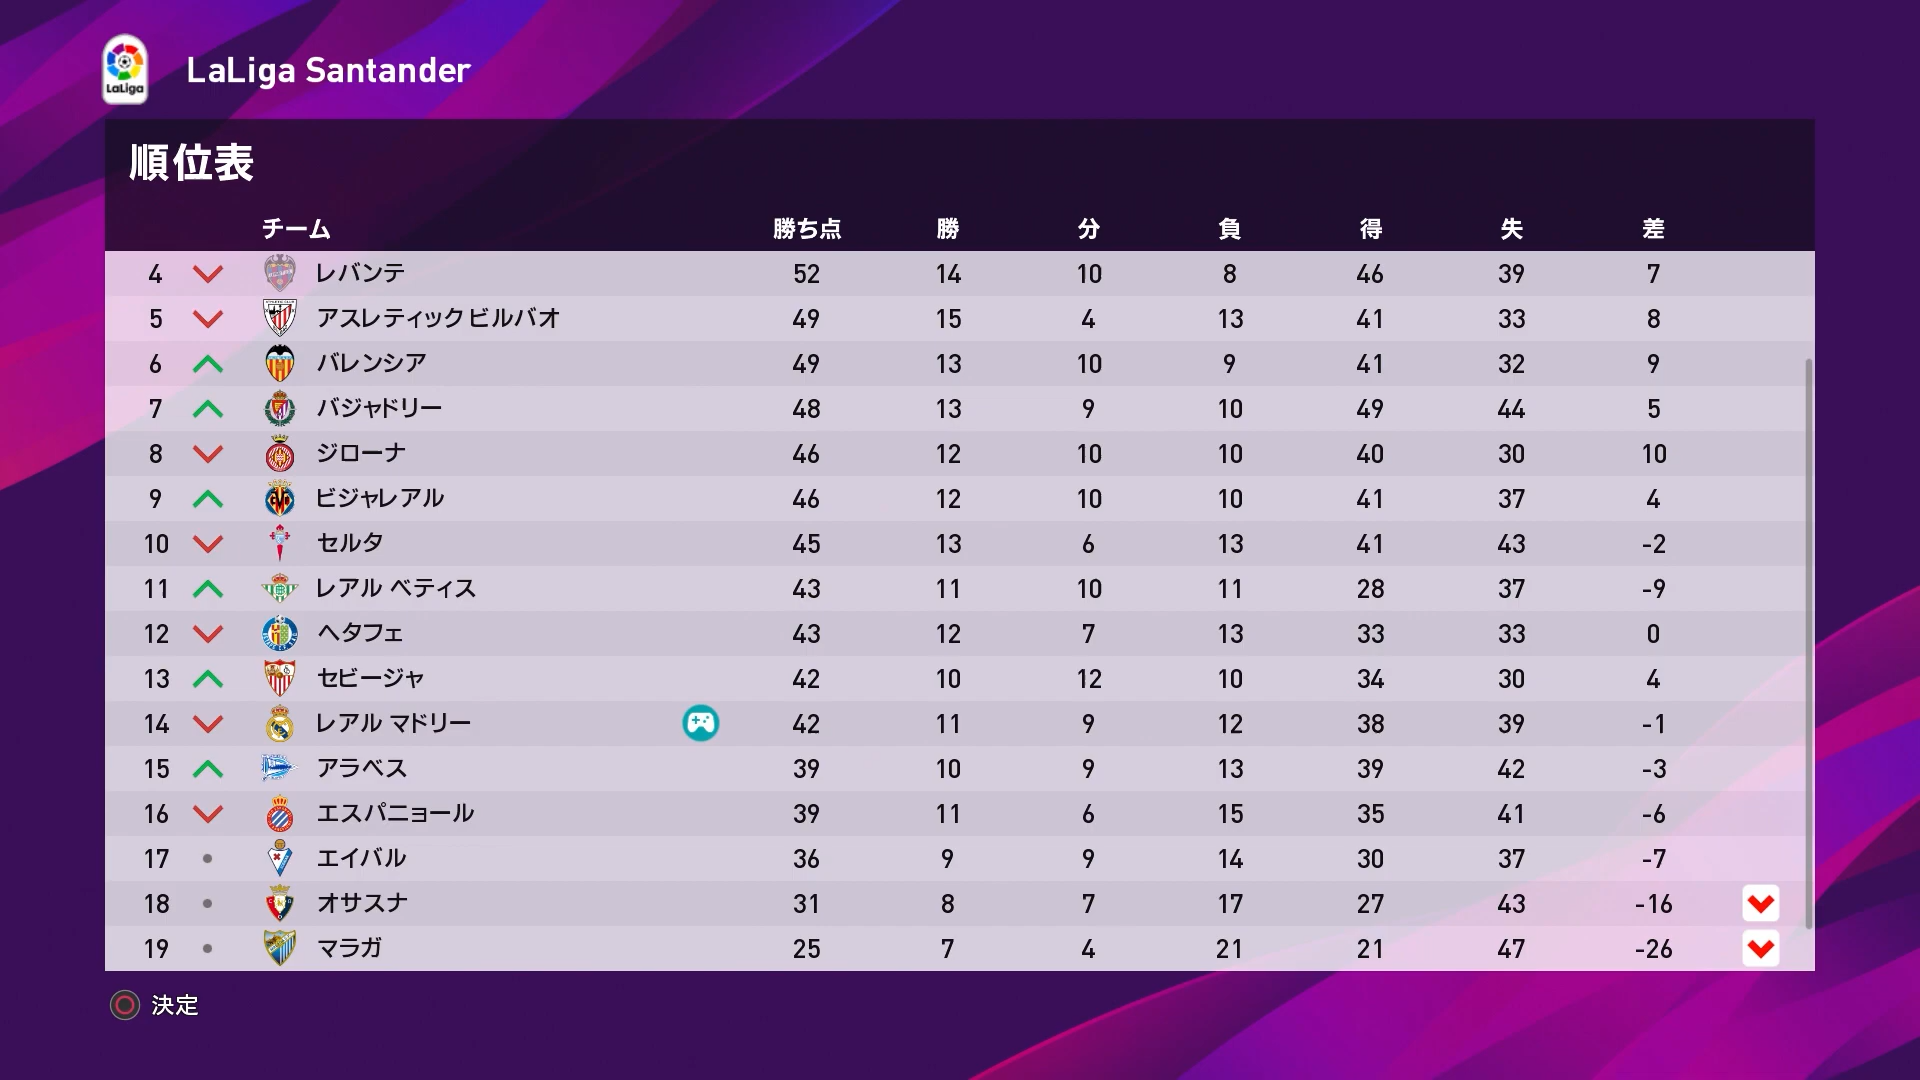 LaLiga
LaLiga Santander
順位表
チーム 勝ち点 勝 分 負 得 失 差
4 レバンテ 52 14 10 8 46 39 7
5 アスレティック ビルバオ 49 15 4 13 41 33 8
6 バレンシア 49 13 10 9 41 32 9
7 バジャドリー 48 13 9 10 49 44 5
8 ジローナ 46 12 10 10 40 30 10
9 ビジャレアル 46 12 10 10 41 37 4
10 セルタ 45 13 6 13 41 43 -2
11 レアル ベティス 43 11 10 11 28 37 -9
12 ヘタフェ 43 12 7 13 33 33 0
13 セビージャ 42 10 12 10 34 30 4
14 レアル マドリー 42 11 9 12 38 39 -1
15 アラベス 39 10 9 13 39 42 -3
16 エスパニョール 39 11 6 15 35 41 -6
17 エイバル 36 9 9 14 30 37 -7
18 オサスナ 31 8 7 17 27 43 -16
19 マラガ 25 7 4 21 21 47 -26
決定